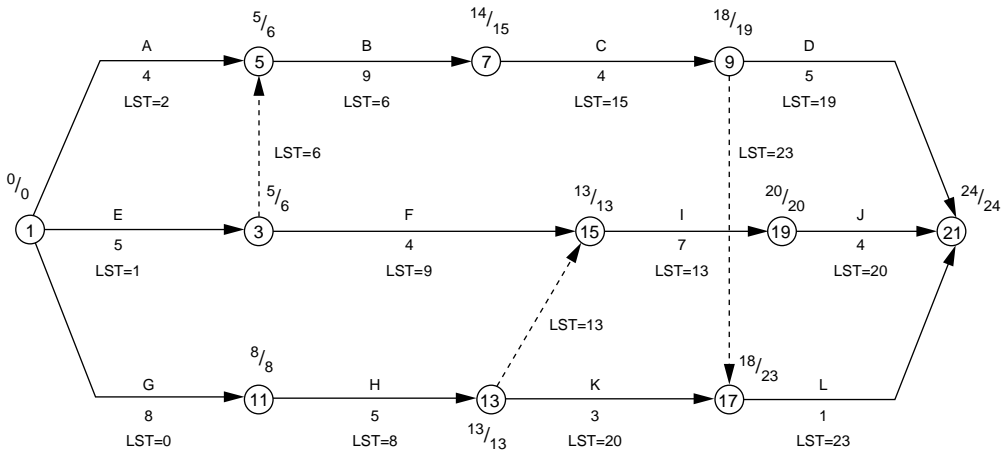 14/15
18/19
5/6
A
B
C
D
5
7
9
4
9
4
5
LST=2
LST=6
LST=15
LST=19
LST=6
LST=23
0/0
5/6
13/13
20/20
24/24
E
F
I
J
1
3
15
19
21
5
4
7
4
LST=1
LST=9
LST=13
LST=20
LST=13
8/8
18/23
G
H
K
L
11
13
17
8
5
3
1
13/13
LST=0
LST=8
LST=20
LST=23